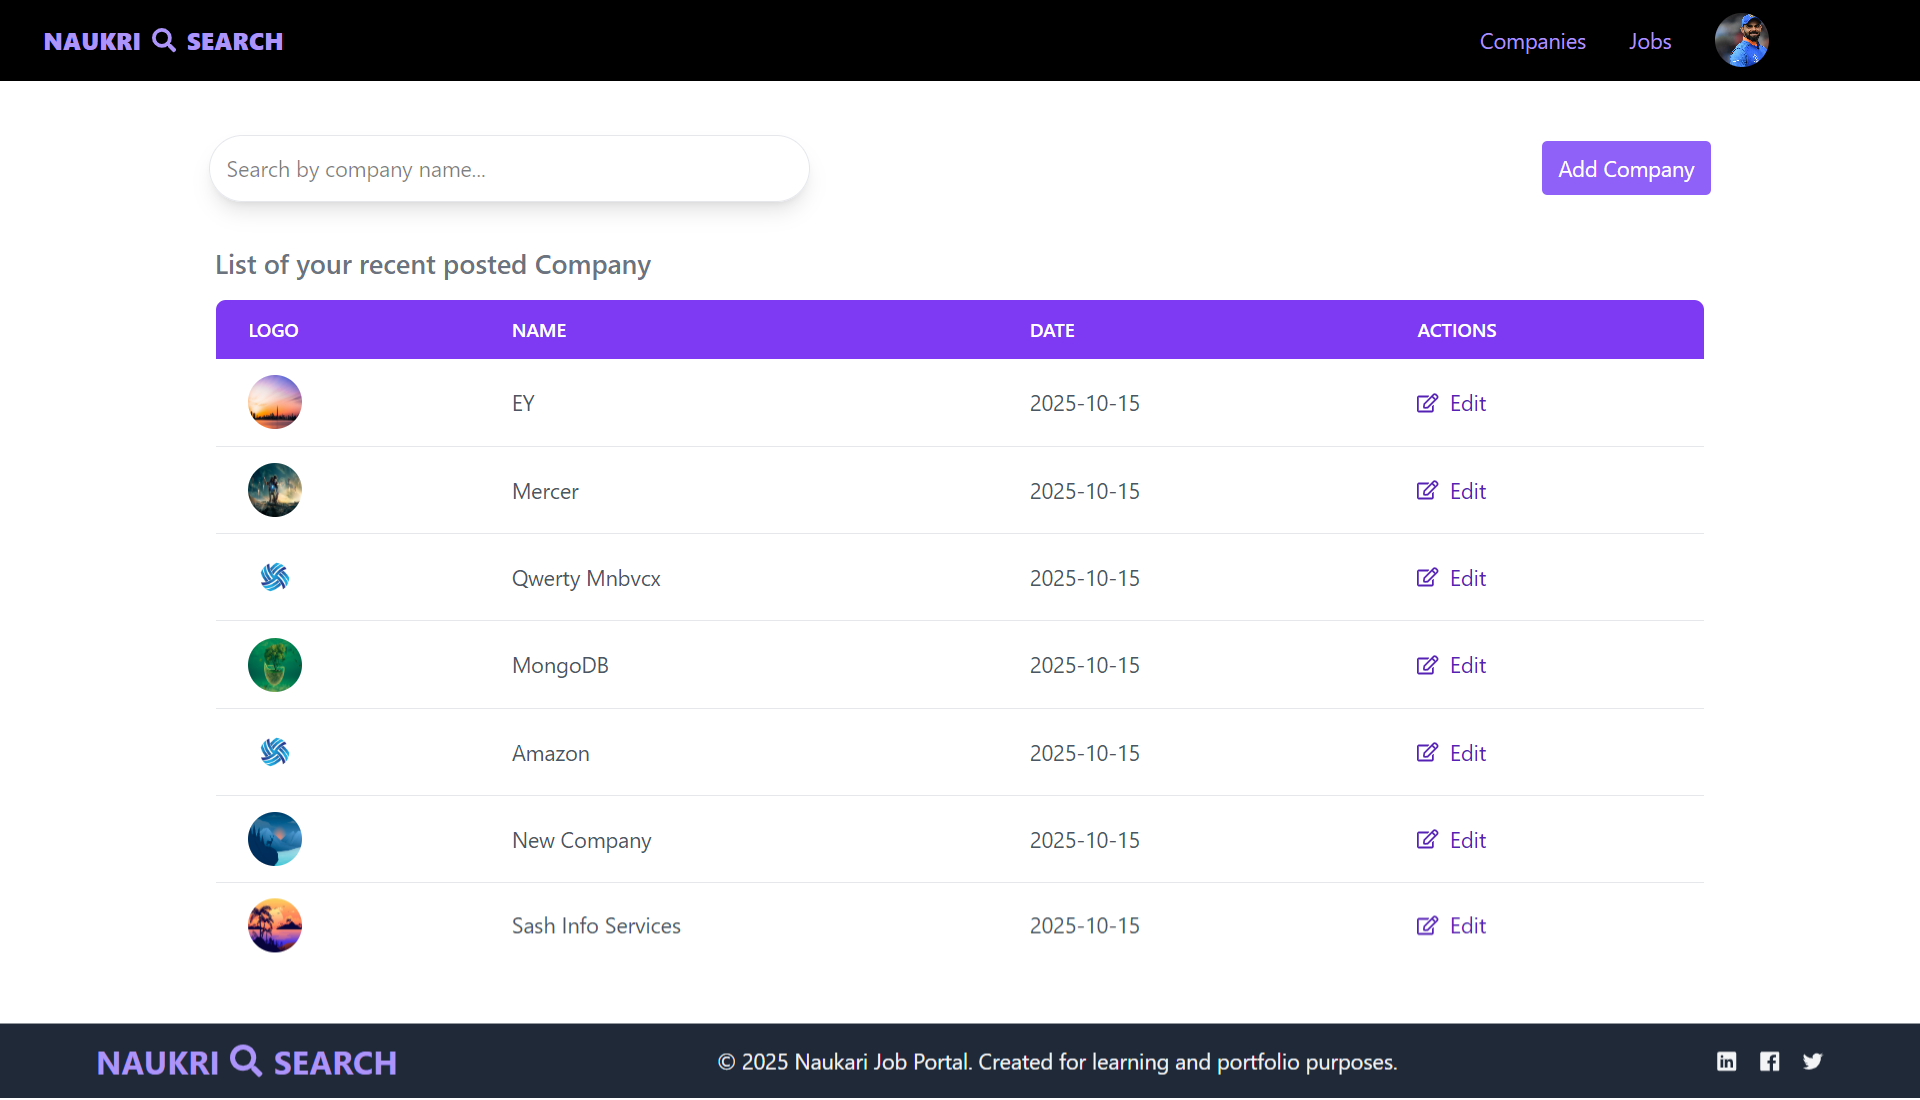 NAUKRI SEARCH
Companies Jobs
Search by company name...
Add Company
List of your recent posted Company
LOGO NAME DATE ACTIONS
EY 2025-10-15 Edit
Mercer 2025-10-15 Edit
Qwerty Mnbvcx 2025-10-15 Edit
MongoDB 2025-10-15 Edit
Amazon 2025-10-15 Edit
New Company 2025-10-15 Edit
Sash Info Services 2025-10-15 Edit
NAUKRI SEARCH
© 2025 Naukari Job Portal. Created for learning and portfolio purposes.